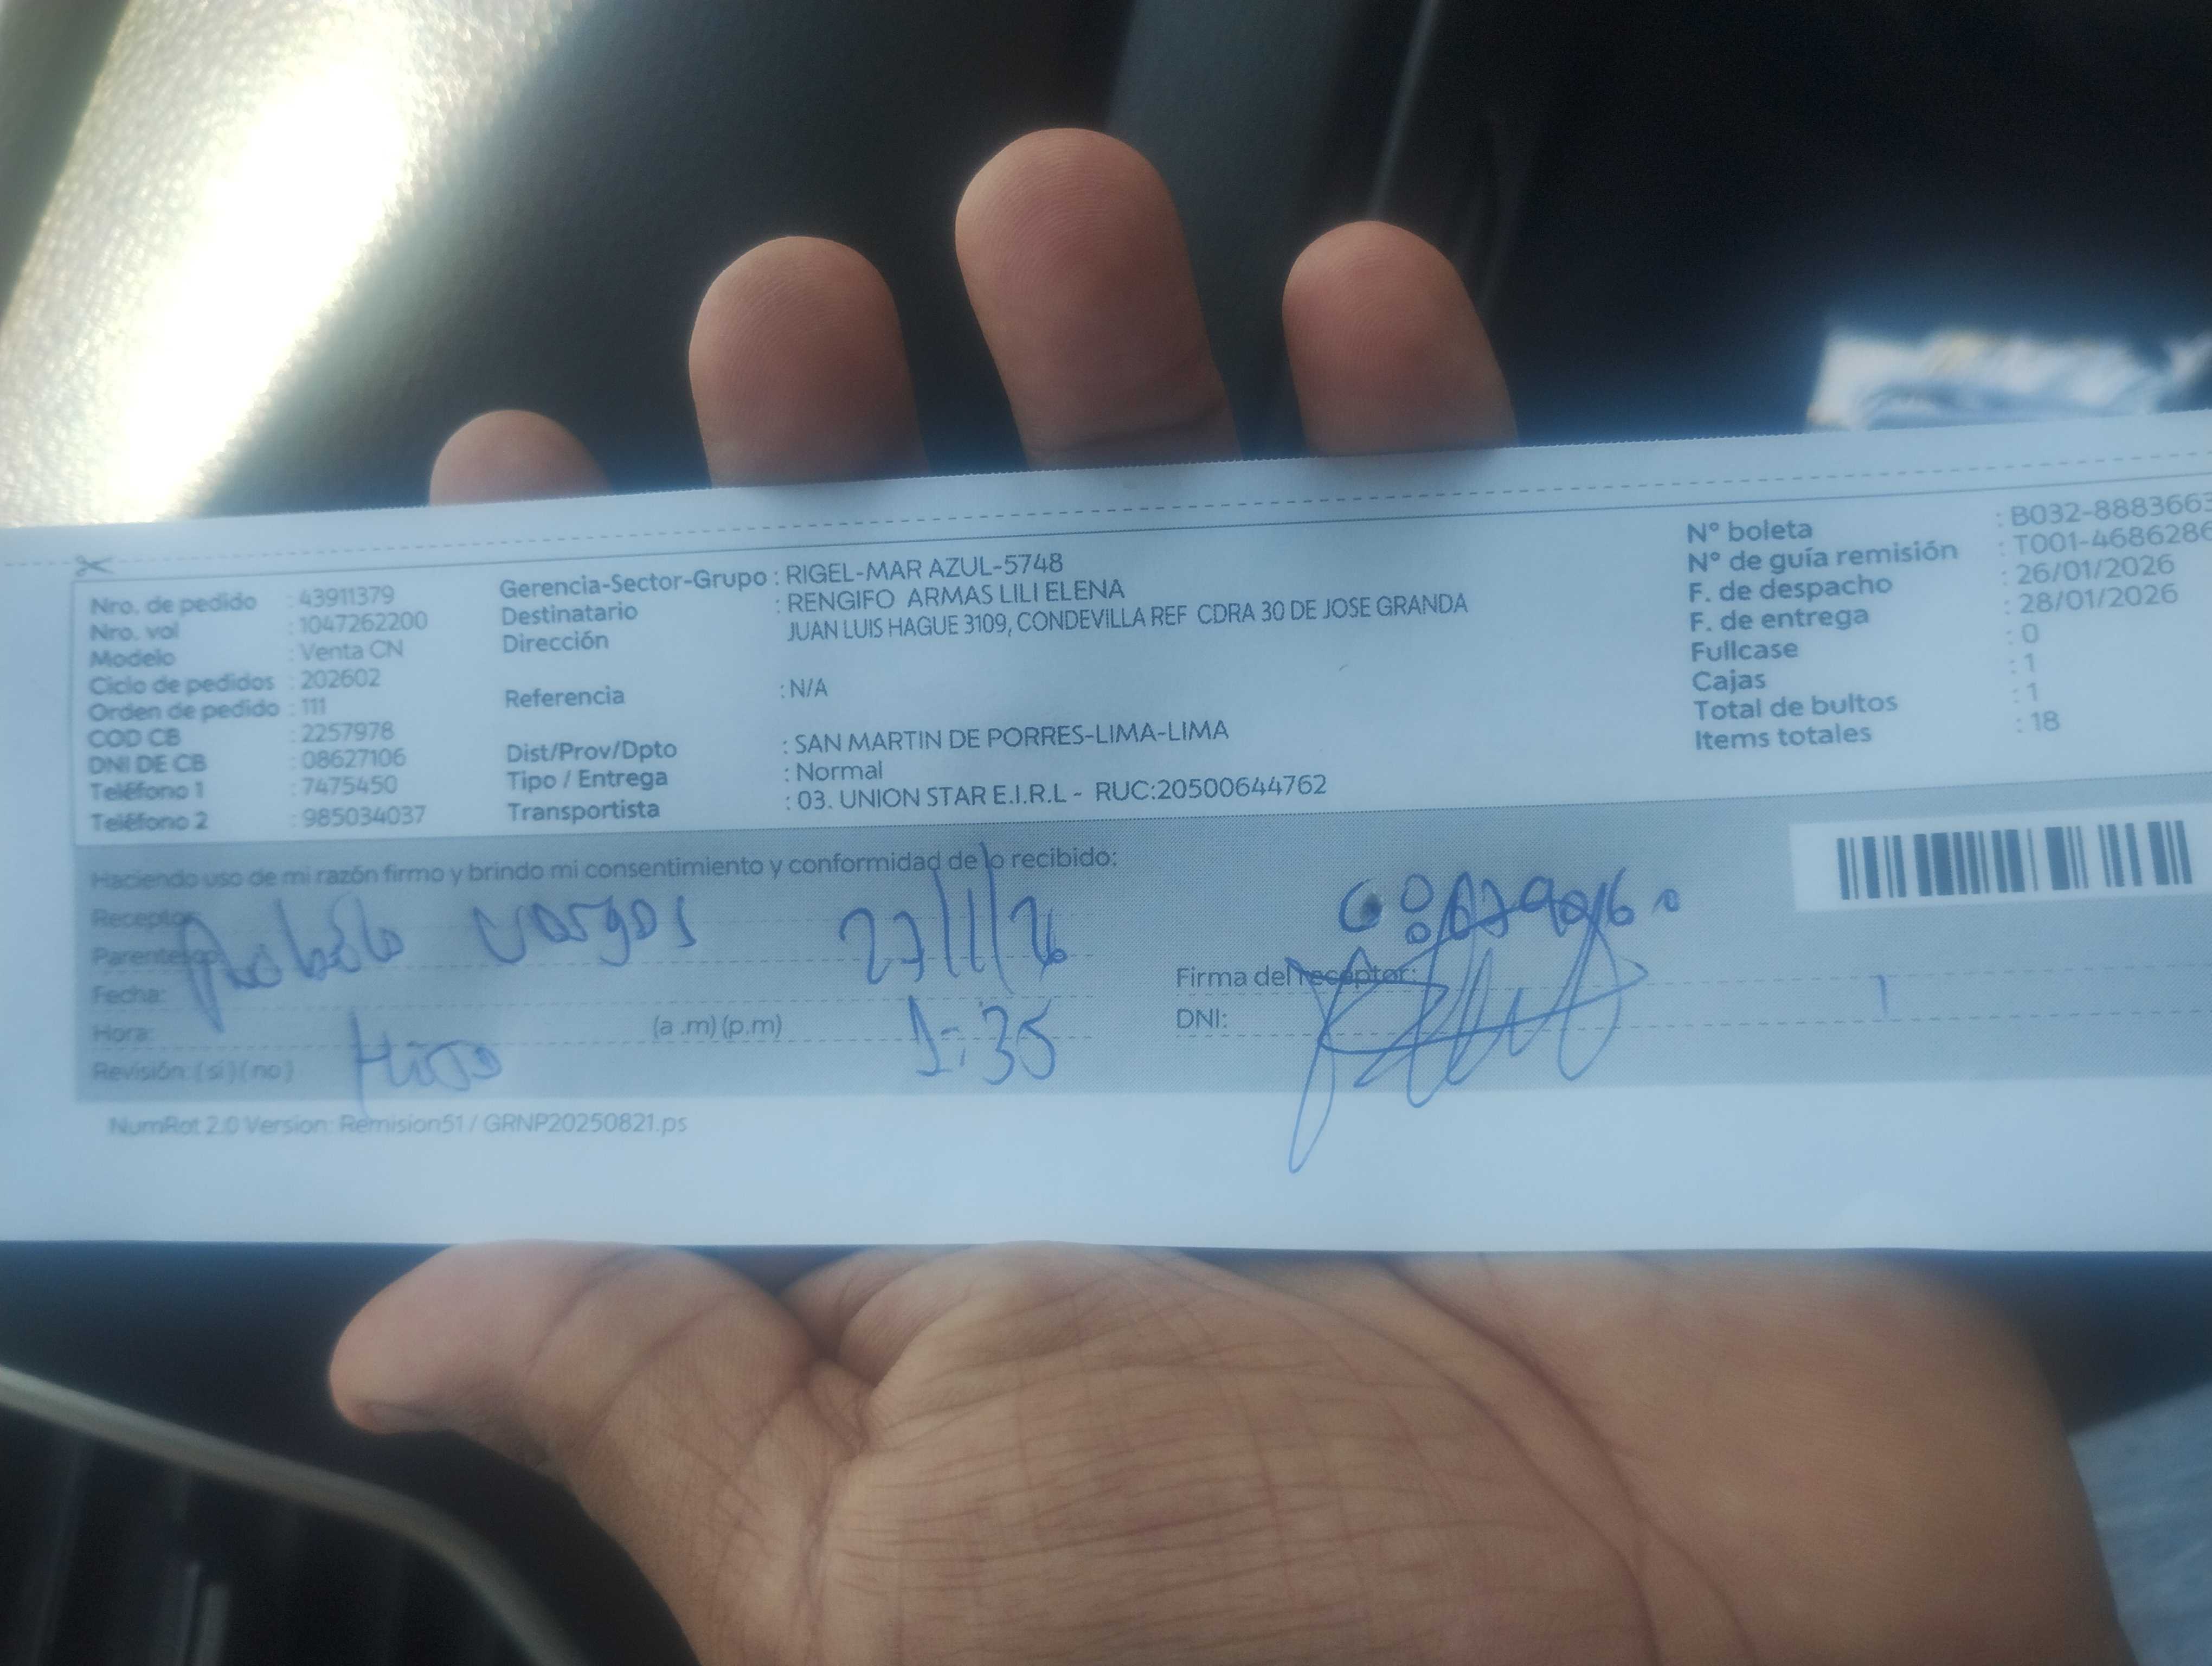 Nro. de pedido : 43911379
Nro. vol : 1047262200
Modelo : Venta CN
Ciclo de pedidos : 202602
Orden de pedido : 111
COD CB : 2257978
DNI DE CB : 08627106
Teléfono 1 : 7475450
Teléfono 2 : 985034037
Gerencia-Sector-Grupo : RIGEL-MAR AZUL-5748
Destinatario : RENGIFO ARMAS LILI ELENA
Dirección JUAN LUIS HAGUE 3109, CONDEVILLA REF CDRA 30 DE JOSE GRANDA
Referencia : N/A
Dist/Prov/Dpto : SAN MARTIN DE PORRES-LIMA-LIMA
Tipo / Entrega : Normal
Transportista : 03. UNION STAR E.I.R.L - RUC:20500644762
N° boleta : B032-8883663
N° de guía remisión : T001-4686286
F. de despacho : 26/01/2026
F. de entrega : 28/01/2026
Fullcase : 0
Cajas : 1
Total de bultos : 1
Items totales : 18
Haciendo uso de mi razón firmo y brindo mi consentimiento y conformidad de lo recibido:
Receptor:
Parentesco: Vargas 27/1/26
Fecha:
Hora: (a .m) (p.m) 1:35
Revisión: ( si ) ( no ) Hijo
Firma del receptor:
DNI:
NumRot 2.0 Version: Remision51 / GRNP20250821.ps